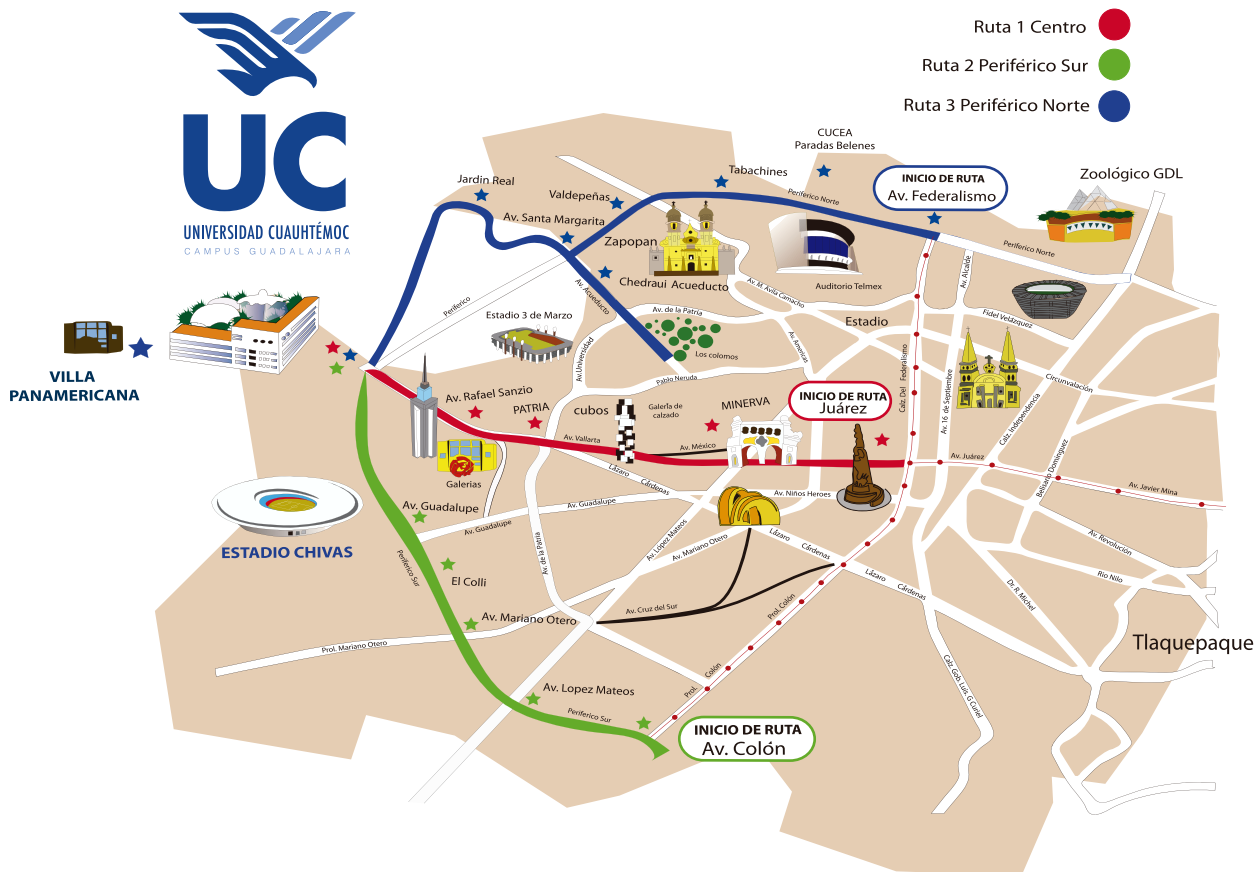 Ruta 1 Centro
Ruta 2 Periférico Sur
Ruta 3 Periférico Norte
UC
UNIVERSIDAD CUAUHTÉMOC
CAMPUS GUADALAJARA
CUCEA
Paradas Belenes
Tabachines
Jardin Real
Valdepeñas
Av. Santa Margarita
Periferico Norte
INICIO DE RUTA
Av. Federalismo
Zoológico GDL
Zapopan
Chedraui Acueducto
Auditorio Telmex
Periferico Norte
Av. Alcalde
Periferico
Av. Acueducto
Av. M. Avila Camacho
Estadio 3 de Marzo
Av. de la Patria
Estadio
Fidel Velázquez
Los colomos
Av. Americas
Av.Universidad
Pablo Neruda
Calz. Del Federalismo
Av. 16 de Septiembre
Circunvalación
Calz. Independencia
VILLA
PANAMERICANA
Av. Rafael Sanzio
PATRIA
cubos
Galería de
calzado
MINERVA
INICIO DE RUTA
Juárez
Av. Vallarta
Av. México
Av. Juárez
Belisario Dominguez
Av. Javier Mina
Galerias
Lázaro Cárdenas
Av. Niños Heroes
Av. Guadalupe
Av. Guadalupe
Av. Guadalupe
ESTADIO CHIVAS
Periferico Sur
Av. de la Patria
Av. Lopez Mateos
Av. Mariano Otero
Lázaro Cárdenas
Av. Revolución
Rio Nilo
Lázaro Cárdenas
Dr. R. Michel
El Colli
Av. Cruz del Sur
Prol. Colón
Av. Mariano Otero
Prol. Mariano Otero
Tlaquepaque
Calz. Gob. Luis. G Curiel
Prol. Colón
Av. Lopez Mateos
Periferico Sur
INICIO DE RUTA
Av. Colón